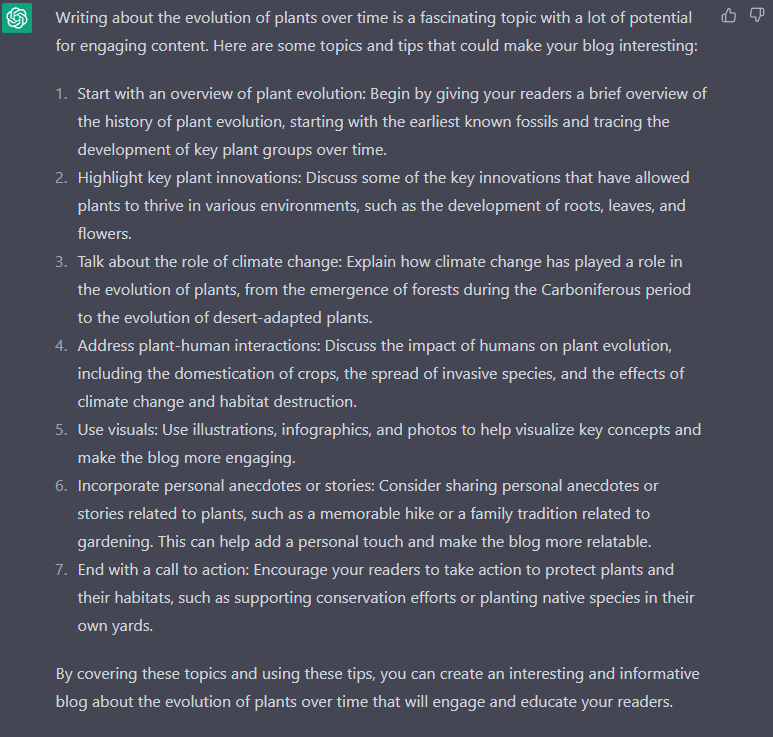 Writing about the evolution of plants over time is a fascinating topic with a lot of potential
for engaging content. Here are some topics and tips that could make your blog interesting:
1. Start with an overview of plant evolution: Begin by giving your readers a brief overview of
the history of plant evolution, starting with the earliest known fossils and tracing the
development of key plant groups over time.
2. Highlight key plant innovations: Discuss some of the key innovations that have allowed
plants to thrive in various environments, such as the development of roots, leaves, and
flowers.
3. Talk about the role of climate change: Explain how climate change has played a role in
the evolution of plants, from the emergence of forests during the Carboniferous period
to the evolution of desert-adapted plants.
4. Address plant-human interactions: Discuss the impact of humans on plant evolution,
including the domestication of crops, the spread of invasive species, and the effects of
climate change and habitat destruction.
5. Use visuals: Use illustrations, infographics, and photos to help visualize key concepts and
make the blog more engaging.
6. Incorporate personal anecdotes or stories: Consider sharing personal anecdotes or
stories related to plants, such as a memorable hike or a family tradition related to
gardening. This can help add a personal touch and make the blog more relatable.
7. End with a call to action: Encourage your readers to take action to protect plants and
their habitats, such as supporting conservation efforts or planting native species in their
own yards.
By covering these topics and using these tips, you can create an interesting and informative
blog about the evolution of plants over time that will engage and educate your readers.